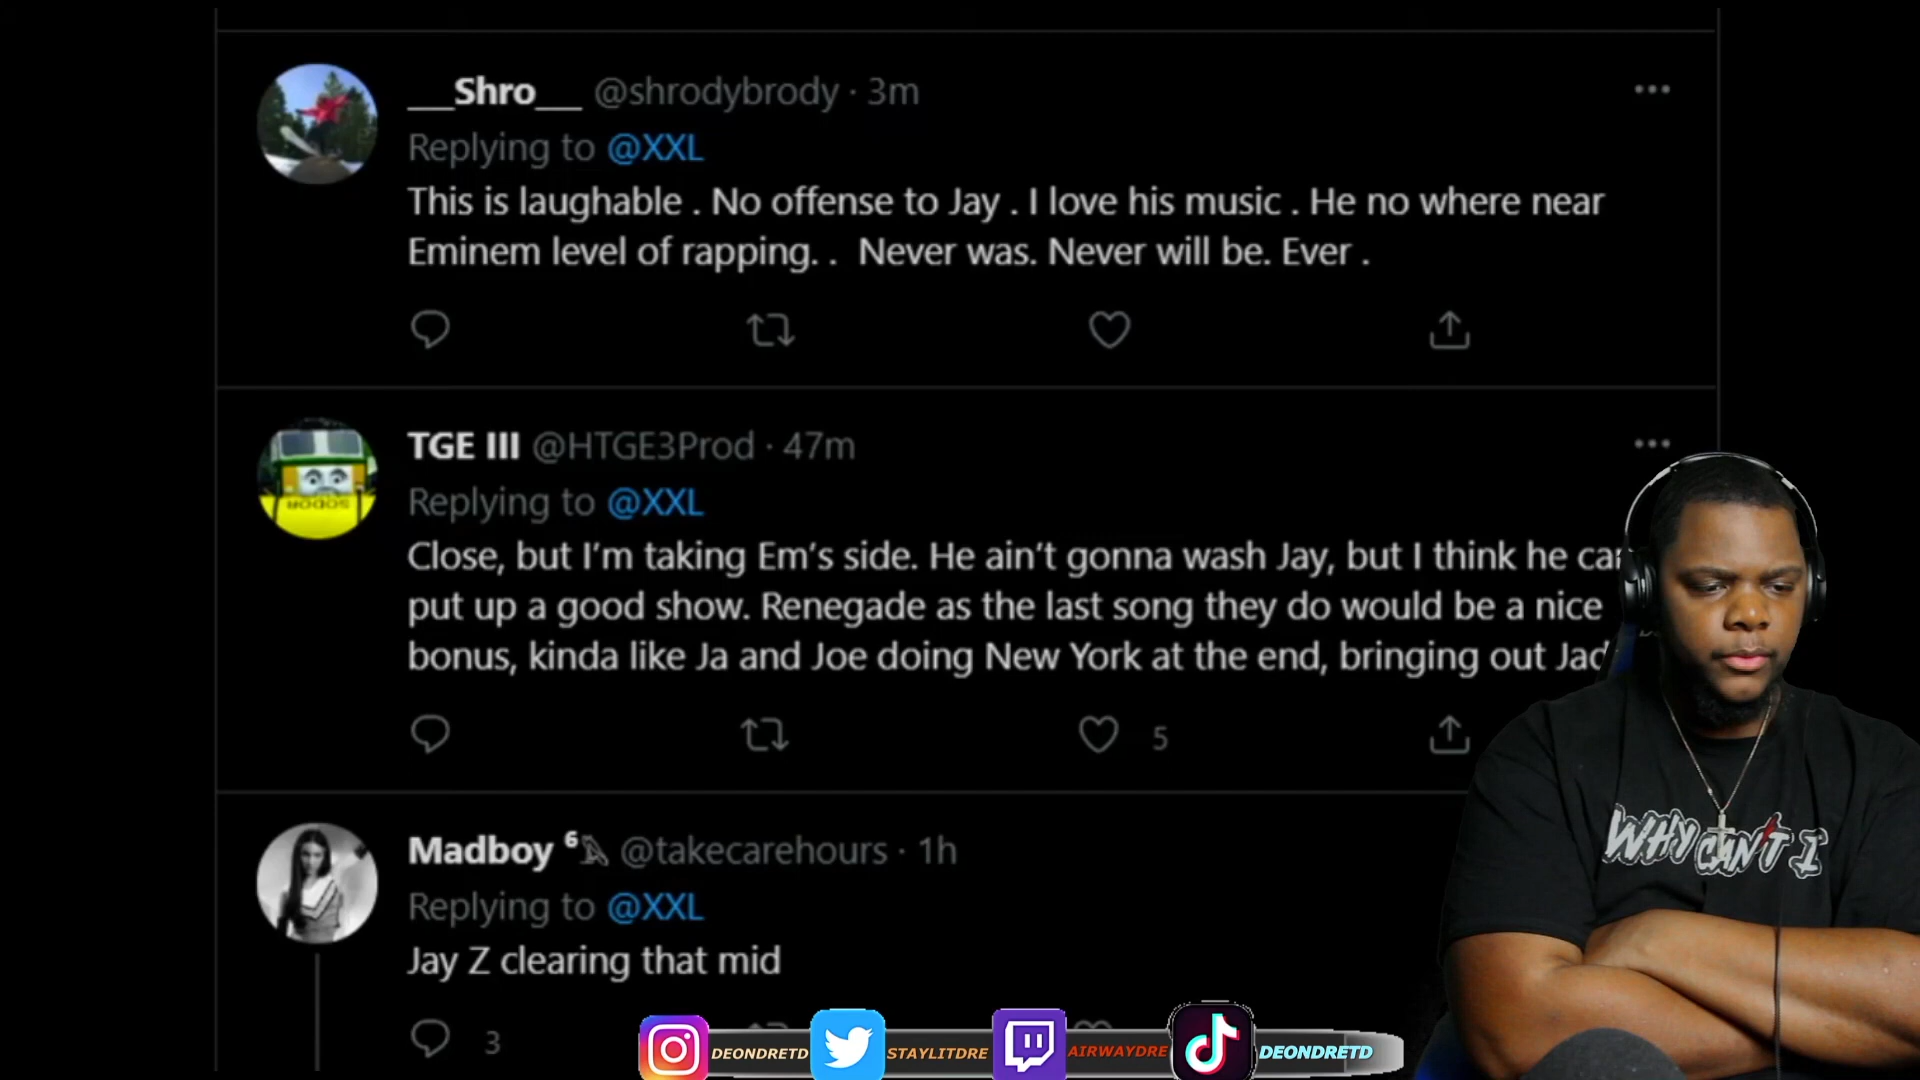 __Shro__ @shrodybrody · 3m
Replying to @XXL
This is laughable . No offense to Jay . I love his music . He no where near
Eminem level of rapping. .  Never was. Never will be. Ever .
TGE III @HTGE3Prod · 47m
Replying to @XXL
Close, but I’m taking Em’s side. He ain’t gonna wash Jay, but I think he
put up a good show. Renegade as the last song they do would be a nice
bonus, kinda like Ja and Joe doing New York at the end, bringing out
5
WHY CAN'T I
Madboy ⁶ @takecarehours · 1h
Replying to @XXL
Jay Z clearing that mid
3
DEONDRETD STAYLITDRE AIRWAYDRE DEONDRETD